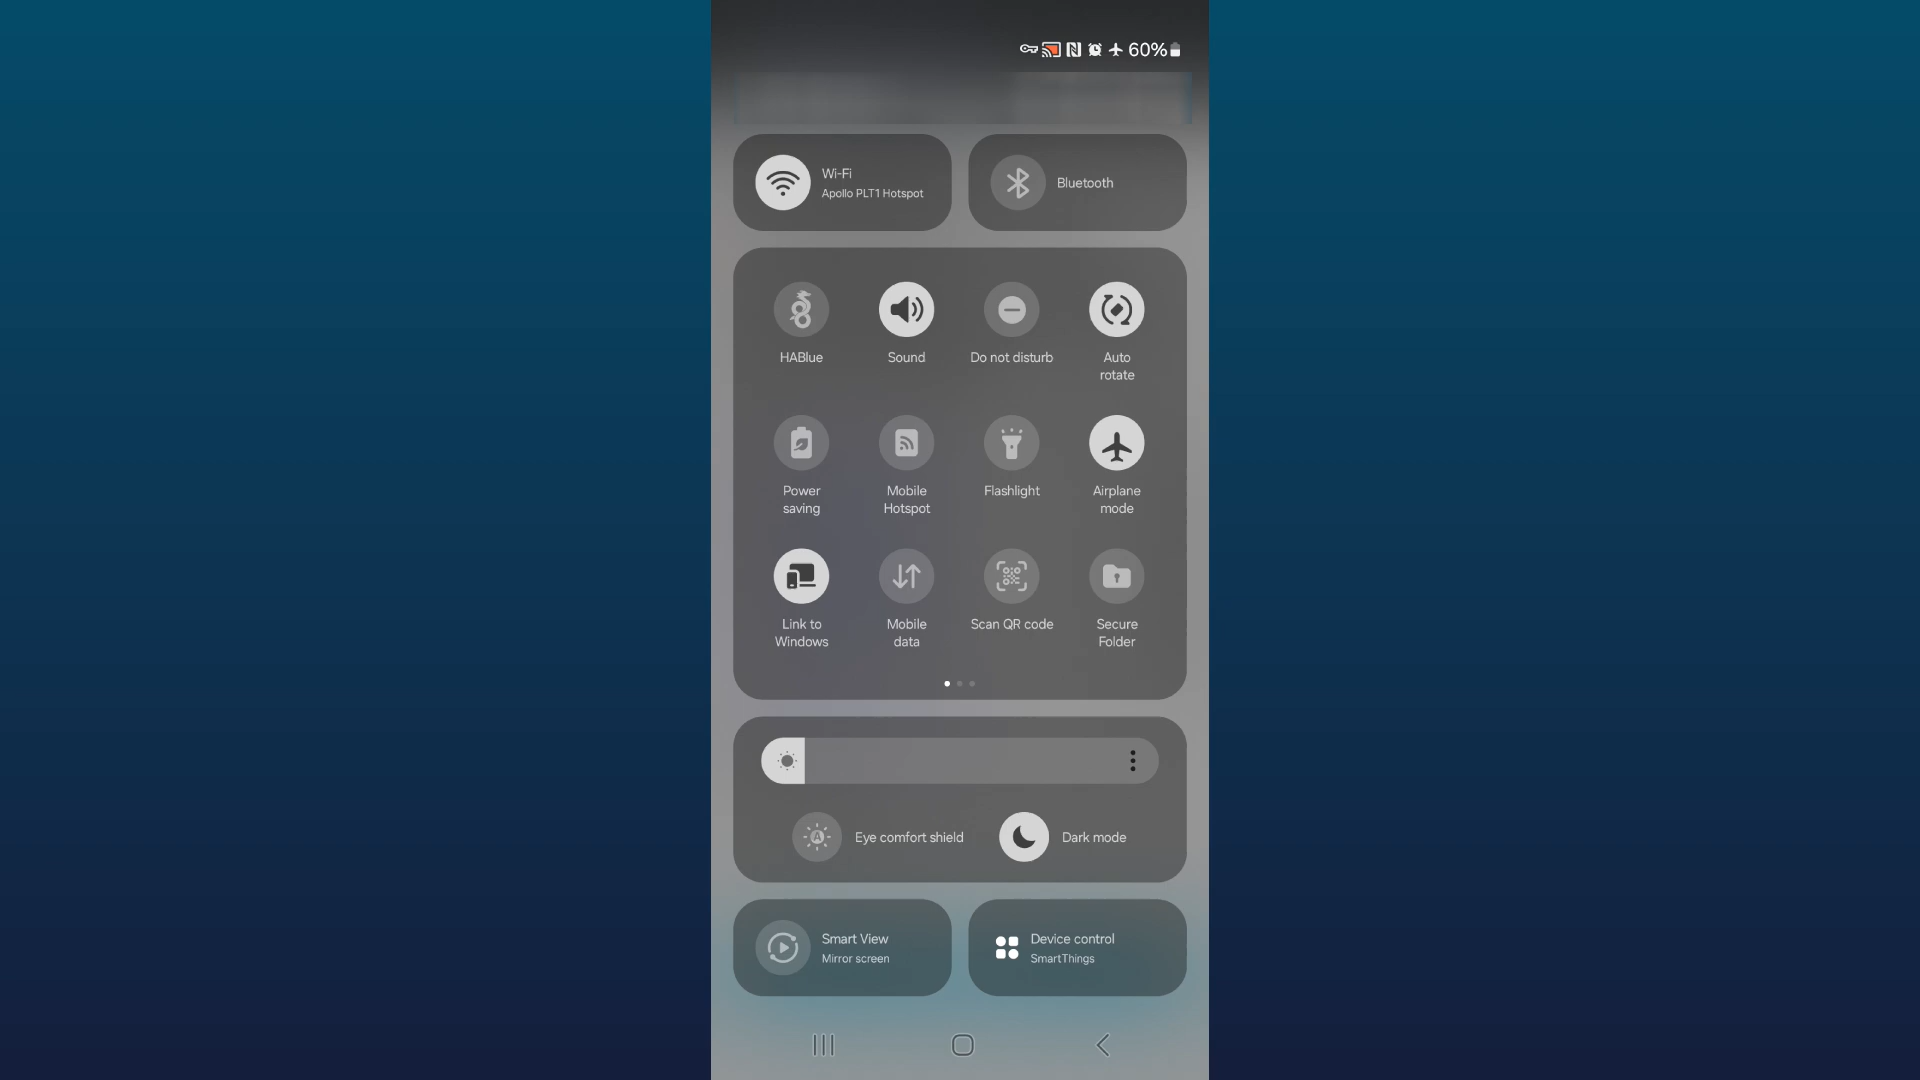 60%
Wi-Fi
Apollo PLT1 Hotspot
Bluetooth
HABlue
Sound
Do not disturb
Auto
rotate
Power
saving
Mobile
Hotspot
Flashlight
Airplane
mode
Link to
Windows
Mobile
data
Scan QR code
Secure
Folder
Eye comfort shield
Dark mode
Smart View
Mirror screen
Device control
SmartThings